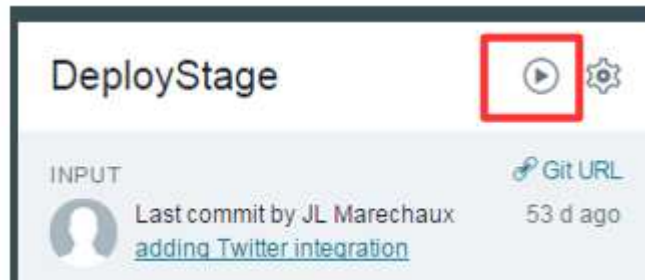 DeployStage
INPUT
Git URL
Last commit by JL Marechaux
53 d ago
adding Twitter integration